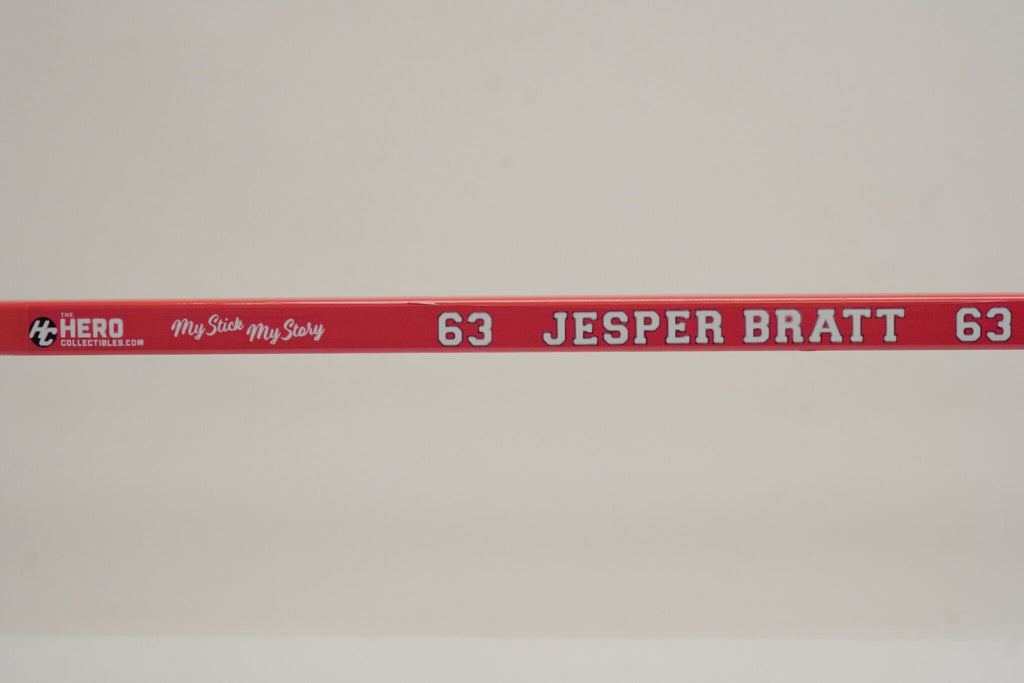 THE
HERO
COLLECTIBLES.COM
My Stick My Story
63 JESPER BRATT 63